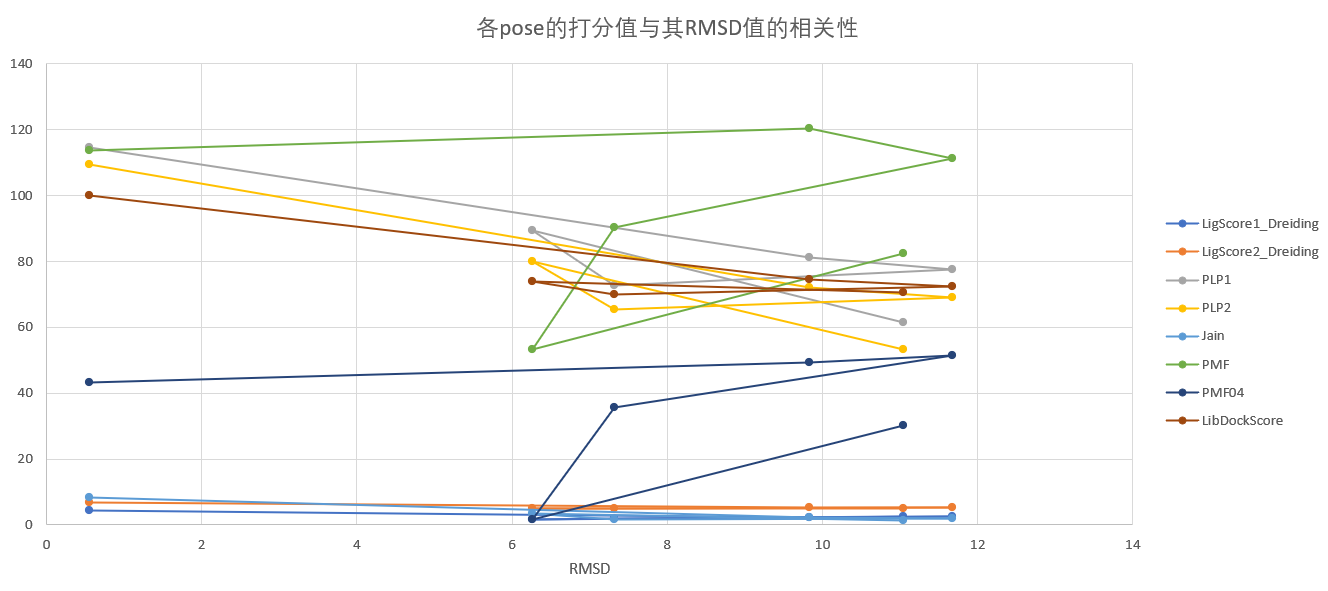 各pose的打分值与其RMSD值的相关性
140
120
100
80
60
40
20
0
0 2 4 6 8 10 12 14
RMSD
LigScore1_Dreiding
LigScore2_Dreiding
PLP1
PLP2
Jain
PMF
PMF04
LibDockScore